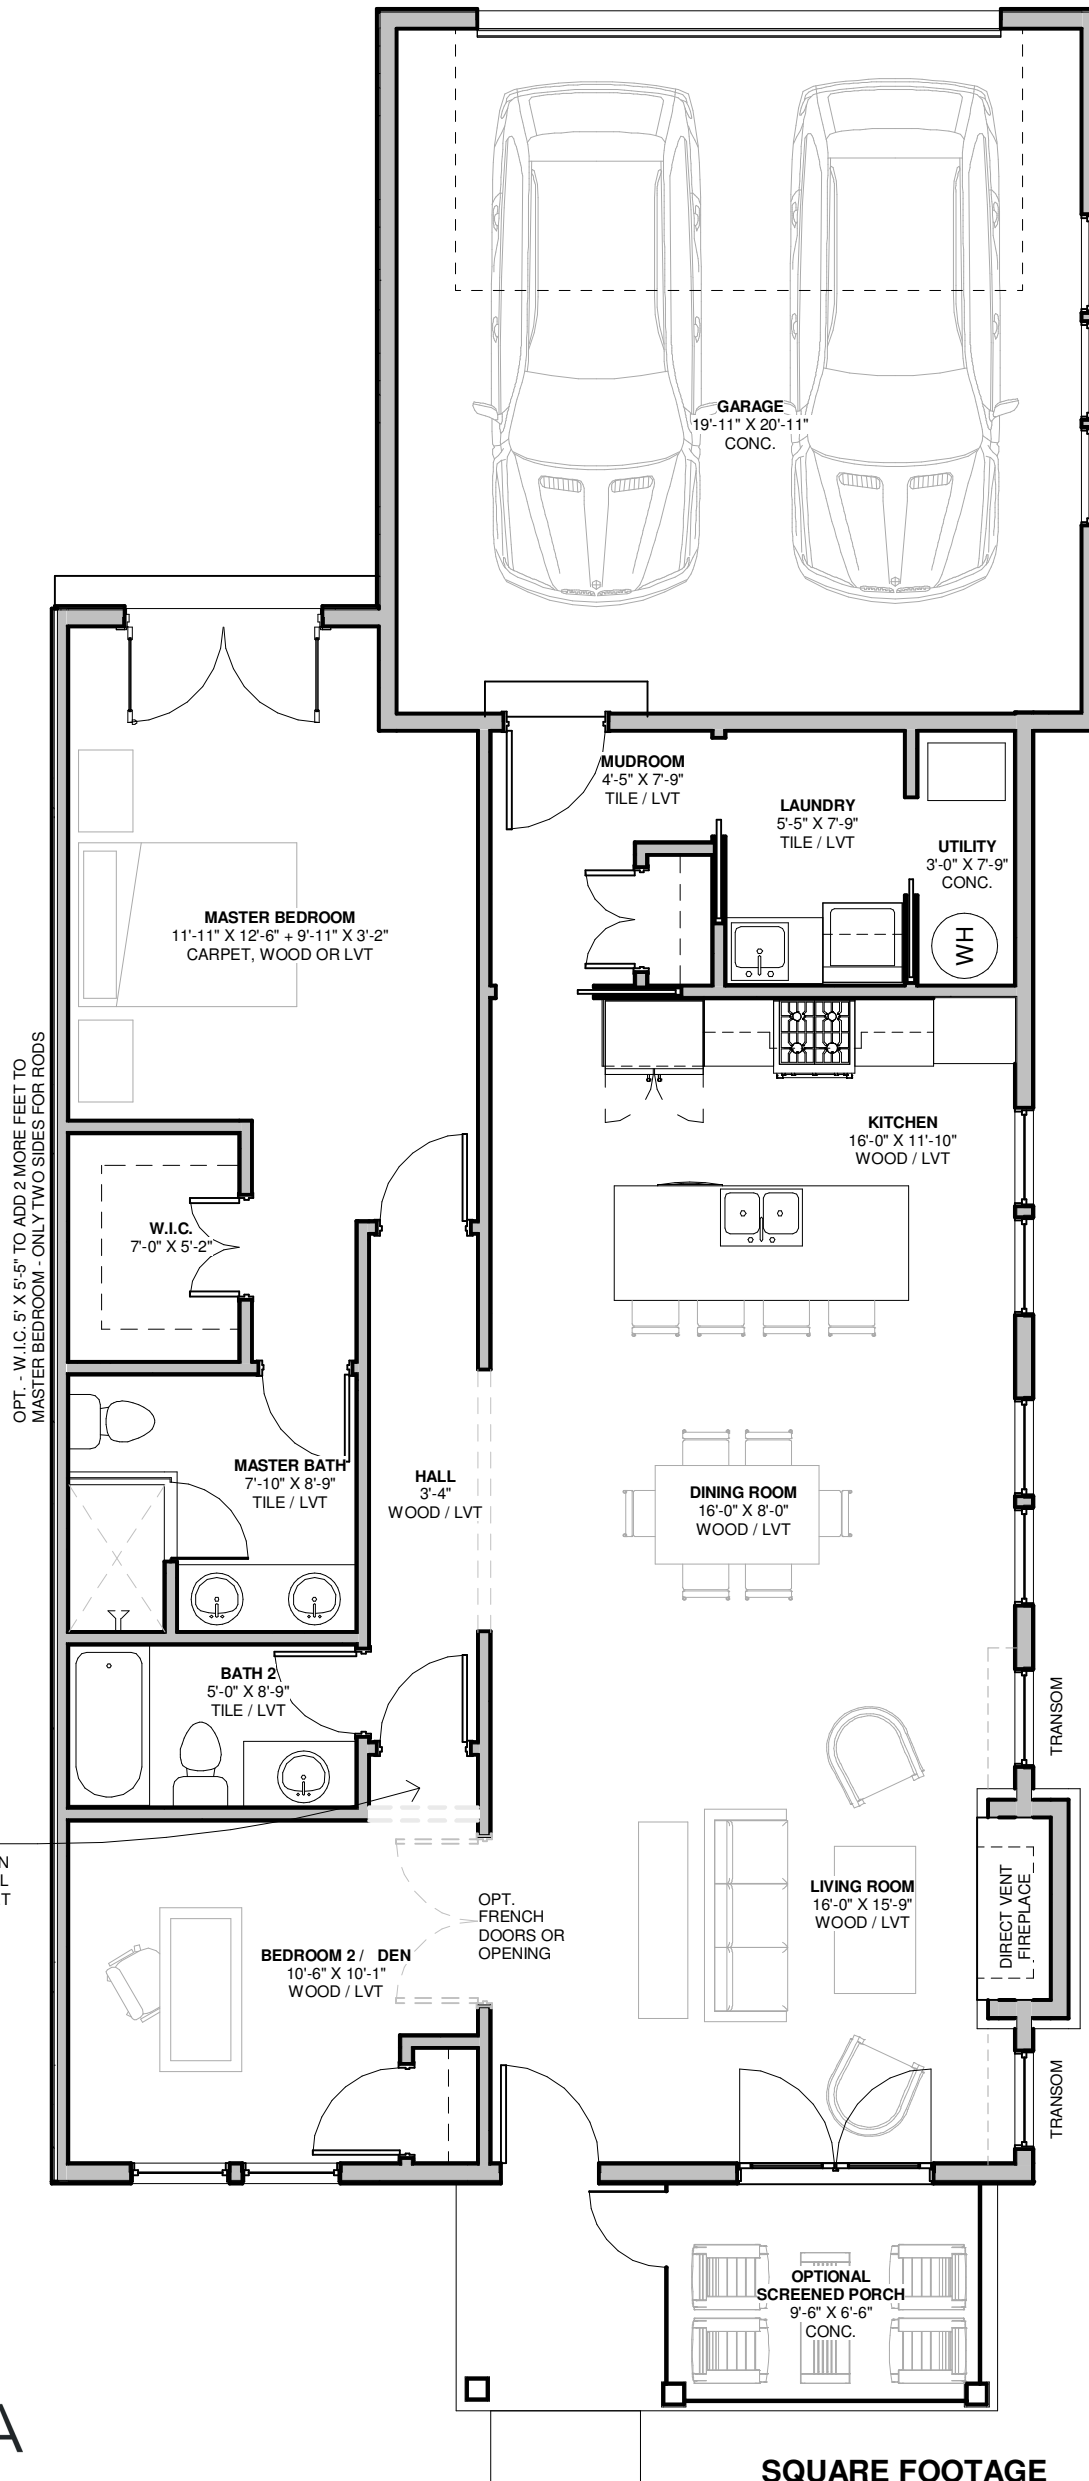 GARAGE
19'-11" X 20'-11"
CONC.
MUDROOM
4'-5" X 7'-9"
TILE / LVT
LAUNDRY
5'-5" X 7'-9"
TILE / LVT
UTILITY
3'-0" X 7'-9"
CONC.
WH
MASTER BEDROOM
11'-11" X 12'-6" + 9'-11" X 3'-2"
CARPET, WOOD OR LVT
OPT. - W.I.C. 5' X 5'-5" TO ADD 2 MORE FEET TO
MASTER BEDROOM - ONLY TWO SIDES FOR RODS
KITCHEN
16'-0" X 11'-10"
WOOD / LVT
W.I.C.
7'-0" X 5'-2"
MASTER BATH
7'-10" X 8'-9"
TILE / LVT
HALL
3'-4"
WOOD / LVT
DINING ROOM
16'-0" X 8'-0"
WOOD / LVT
BATH 2
5'-0" X 8'-9"
TILE / LVT
TRANSOM
N
L
T
LIVING ROOM
16'-0" X 15'-9"
WOOD / LVT
DIRECT VENT
FIREPLACE
OPT.
FRENCH
DOORS OR
OPENING
BEDROOM 2 / DEN
10'-6" X 10'-1"
WOOD / LVT
TRANSOM
OPTIONAL
SCREENED PORCH
9'-6" X 6'-6"
CONC.
A
SQUARE FOOTAGE